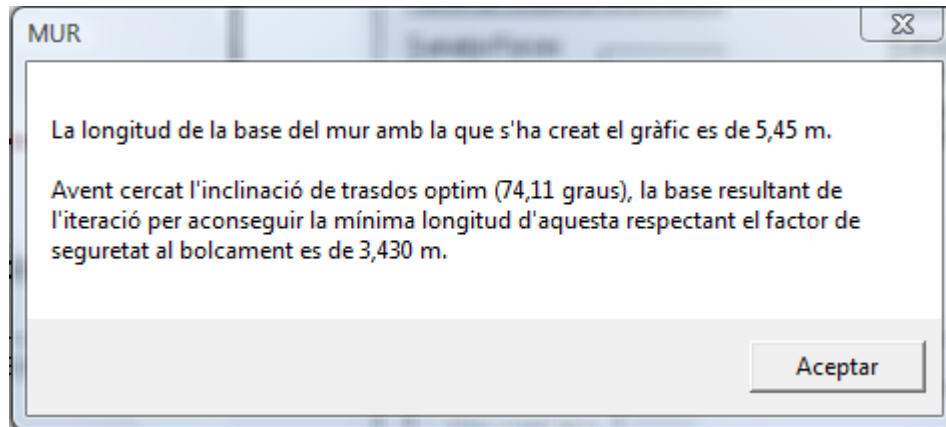 MUR
La longitud de la base del mur amb la que s'ha creat el gràfic es de 5,45 m.
Avent cercat l'inclinació de trasdos optim (74,11 graus), la base resultant de
l'iteració per aconseguir la mínima longitud d'aquesta respectant el factor de
seguretat al bolcament es de 3,430 m.
Aceptar